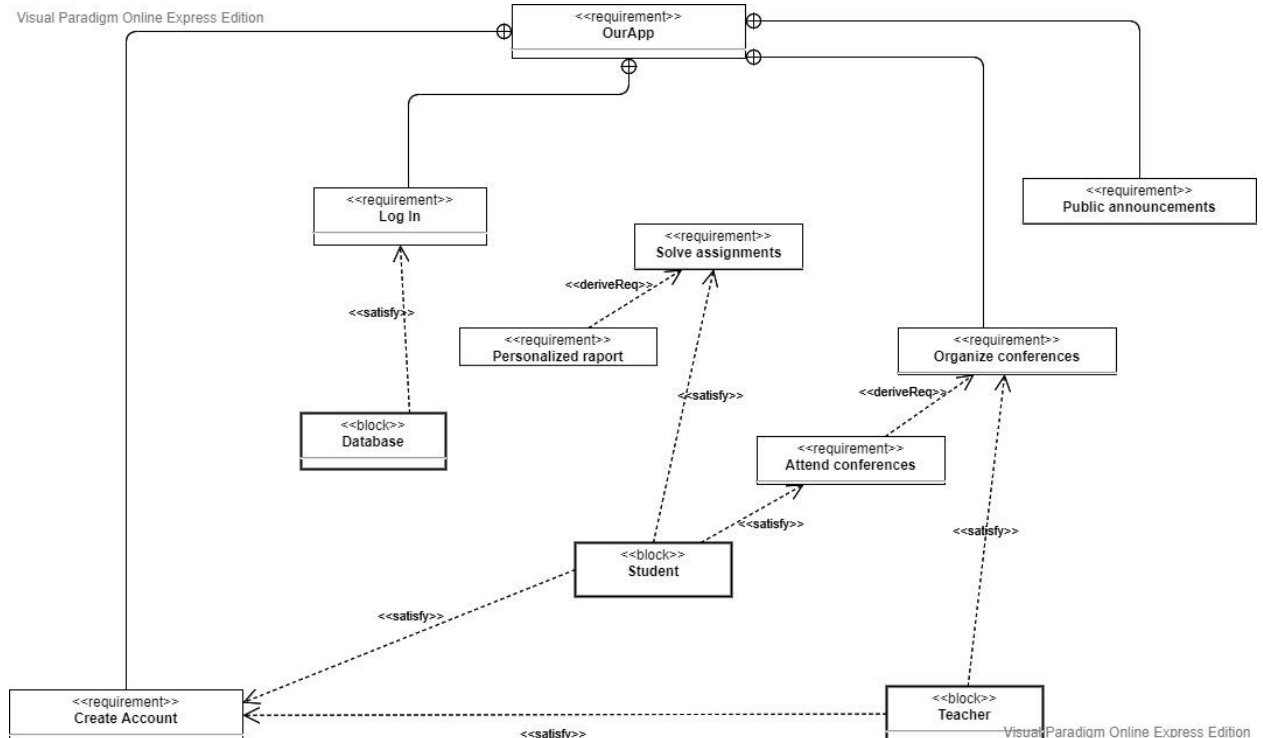 Visual Paradigm Online Express Edition
<<requirement>>
OurApp
<<requirement>>
Log In
<<requirement>>
Public announcements
<<requirement>>
Solve assignments
<<deriveReq>>
<<satisfy>>
<<requirement>>
Personalized raport
<<requirement>>
Organize conferences
<<satisfy>>
<<deriveReq>>
<<block>>
Database
<<requirement>>
Attend conferences
<<satisfy>>
<<satisfy>>
<<block>>
Student
<<satisfy>>
<<requirement>>
Create Account
<<block>>
Teacher
<<satisfy>>
Visual Paradigm Online Express Edition